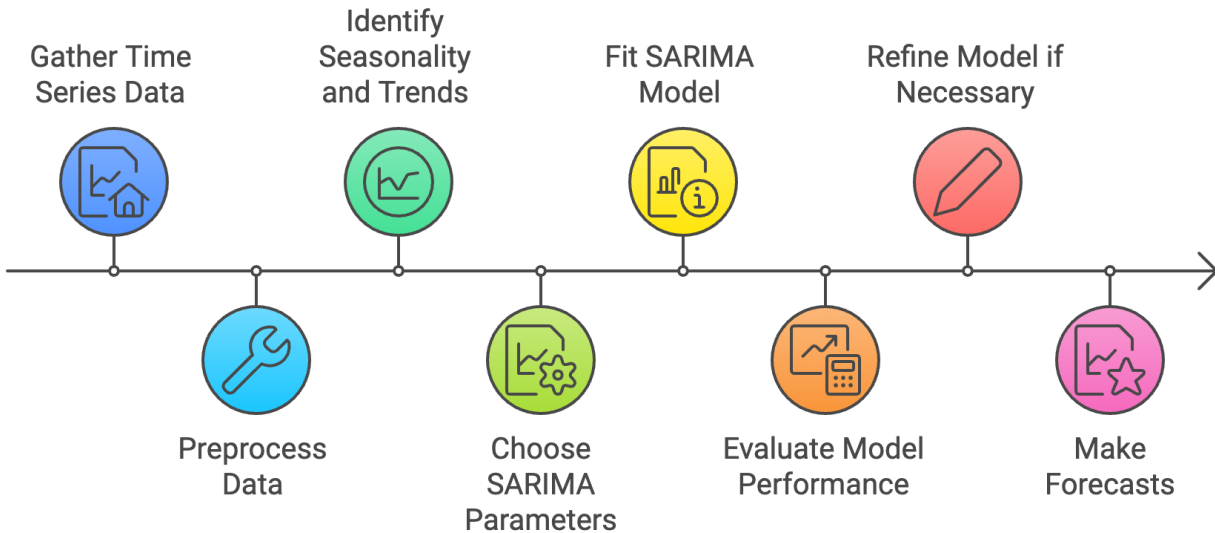 Gather Time
Series Data
Preprocess
Data
Identify
Seasonality
and Trends
Choose
SARIMA
Parameters
Fit SARIMA
Model
Evaluate Model
Performance
Refine Model if
Necessary
Make
Forecasts